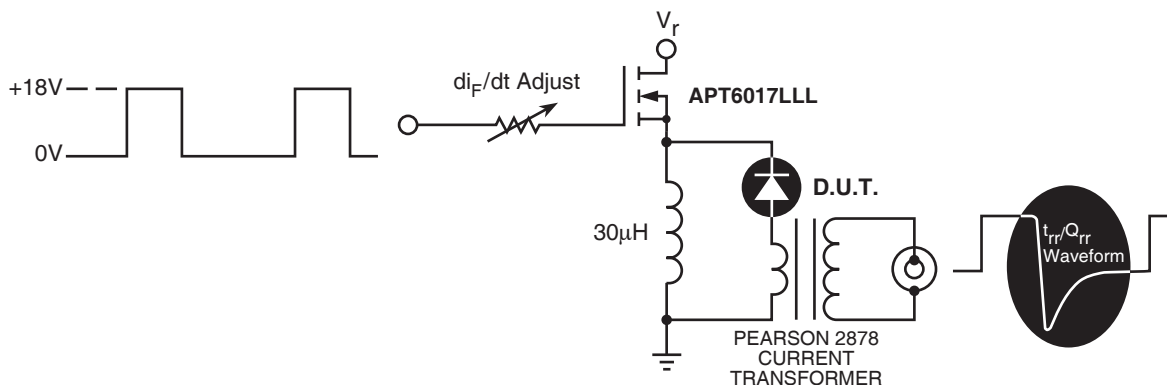 V_r
+18V
di_F/dt Adjust
APT6017LLL
0V
D.U.T.
30μH
t_rr/Q_rr
Waveform
PEARSON 2878
CURRENT
TRANSFORMER